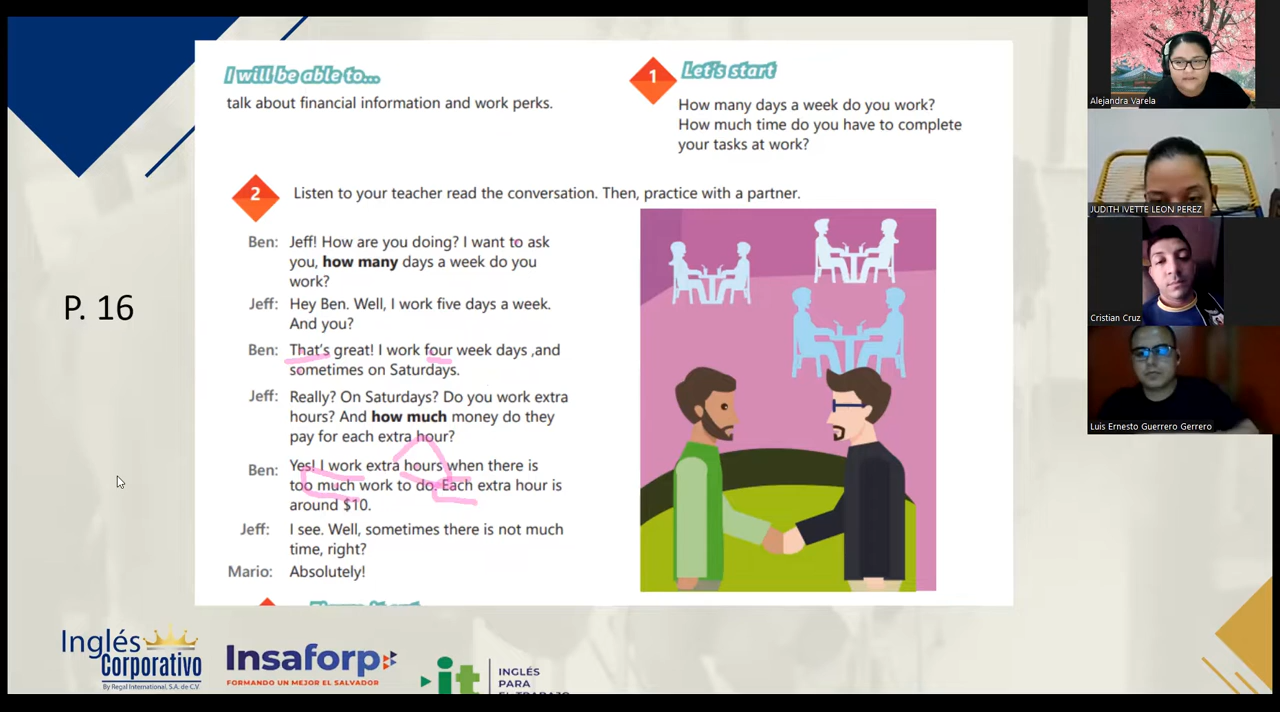 I will be able to...
talk about financial information and work perks.
1
Let's start
How many days a week do you work?
How much time do you have to complete
your tasks at work?
2
Listen to your teacher read the conversation. Then, practice with a partner.
Ben: Jeff! How are you doing? I want to ask
you, how many days a week do you
work?
Jeff: Hey Ben. Well, I work five days a week.
And you?
Ben: That's great! I work four week days ,and
sometimes on Saturdays.
Jeff: Really? On Saturdays? Do you work extra
hours? And how much money do they
pay for each extra hour?
Ben: Yes! I work extra hours when there is
too much work to do. Each extra hour is
around $10.
Jeff: I see. Well, sometimes there is not much
time, right?
Mario: Absolutely!
P. 16
Inglés
Corporativo
By Regal International, S.A. de C.V
Insaforp
FORMANDO UN MEJOR EL SALVADOR
it
INGLÉS
PARA
EL TRABAJO
Alejandra Varela
JUDITH IVETTE LEON PEREZ
Cristian Cruz
Luis Ernesto Guerrero Gerrero